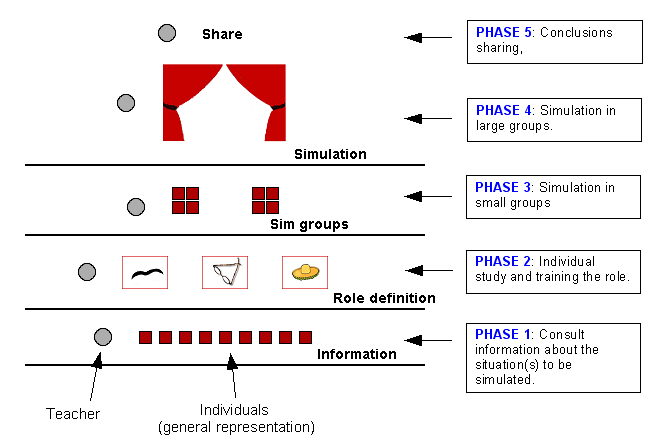 Share
PHASE 5: Conclusions
sharing,
PHASE 4: Simulation in
large groups.
Simulation
PHASE 3: Simulation in
small groups
Sim groups
PHASE 2: Individual
study and training the role.
Role definition
PHASE 1: Consult
information about the
situation(s) to be
simulated.
Information
Teacher
Individuals
(general representation)